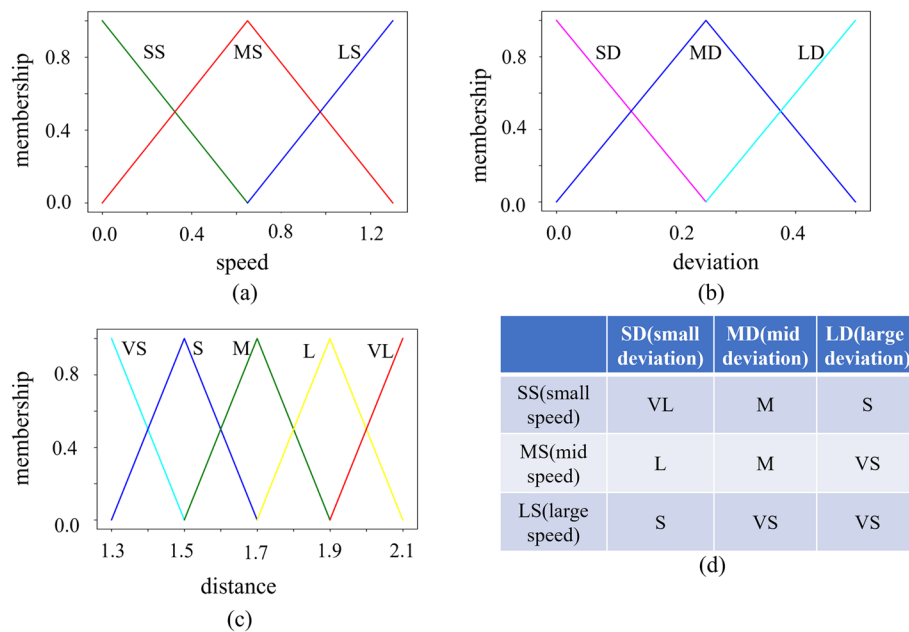 0.8
0.4
0.0
membership
SS
MS
LS
0.0
0.4
0.8
1.2
speed
(a)
0.8
0.4
0.0
membership
SD
MD
LD
0.0
0.2
0.4
deviation
(b)
0.8
0.4
0.0
membership
VS
S
M
L
VL
1.3
1.5
1.7
1.9
2.1
distance
(c)
SD(small deviation)
MD(mid deviation)
LD(large deviation)
SS(small speed)
VL
M
S
MS(mid speed)
L
M
VS
LS(large speed)
S
VS
VS
(d)